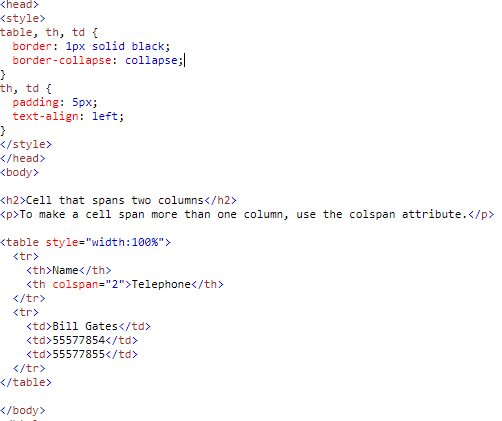 <head>
<style>
table, th, td {
  border: 1px solid black;
  border-collapse: collapse;
}
th, td {
  padding: 5px;
  text-align: left;
}
</style>
</head>
<body>

<h2>Cell that spans two columns</h2>
<p>To make a cell span more than one column, use the colspan attribute.</p>

<table style="width:100%">
  <tr>
    <th>Name</th>
    <th colspan="2">Telephone</th>
  </tr>
  <tr>
    <td>Bill Gates</td>
    <td>55577854</td>
    <td>55577855</td>
  </tr>
</table>

</body>